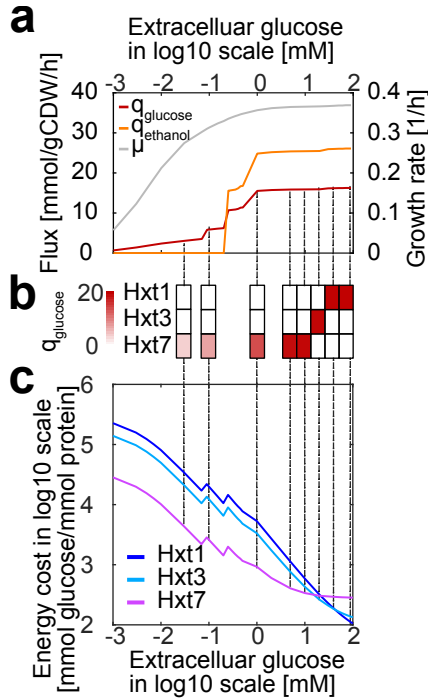 a
Extracelluar glucose
in log10 scale [mM]
-3 -2 -1 0 1 2
Flux [mmol/gCDW/h]
40
30
20
10
0
qglucose
qethanol
μ
0.4
0.3
0.2
0.1
0
Growth rate [1/h]
b
qglucose
20
0
Hxt1
Hxt3
Hxt7
c
Energy cost in log10 scale
[mmol glucose/mmol protein]
6
5
4
3
2
Hxt1
Hxt3
Hxt7
-3 -2 -1 0 1 2
Extracelluar glucose
in log10 scale [mM]